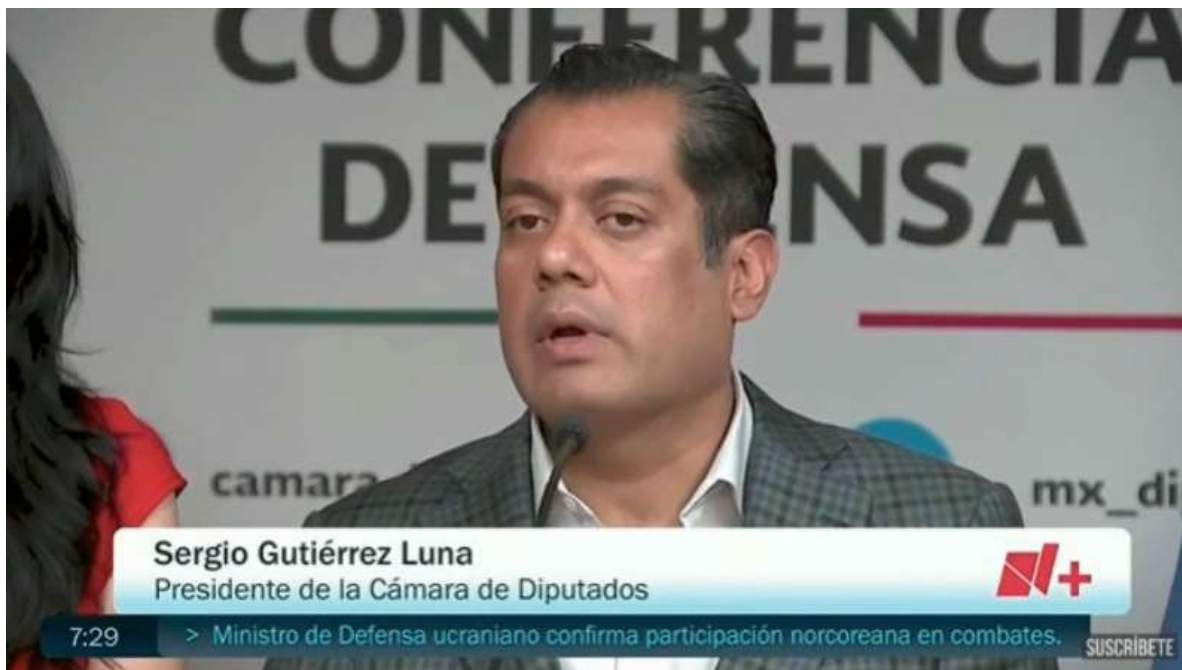 CONFERENCIA
DE NSA
camara
mx_di
Sergio Gutiérrez Luna
Presidente de la Cámara de Diputados
N+
7:29 > Ministro de Defensa ucraniano confirma participación norcoreana en combates.
SUSCRÍBETE